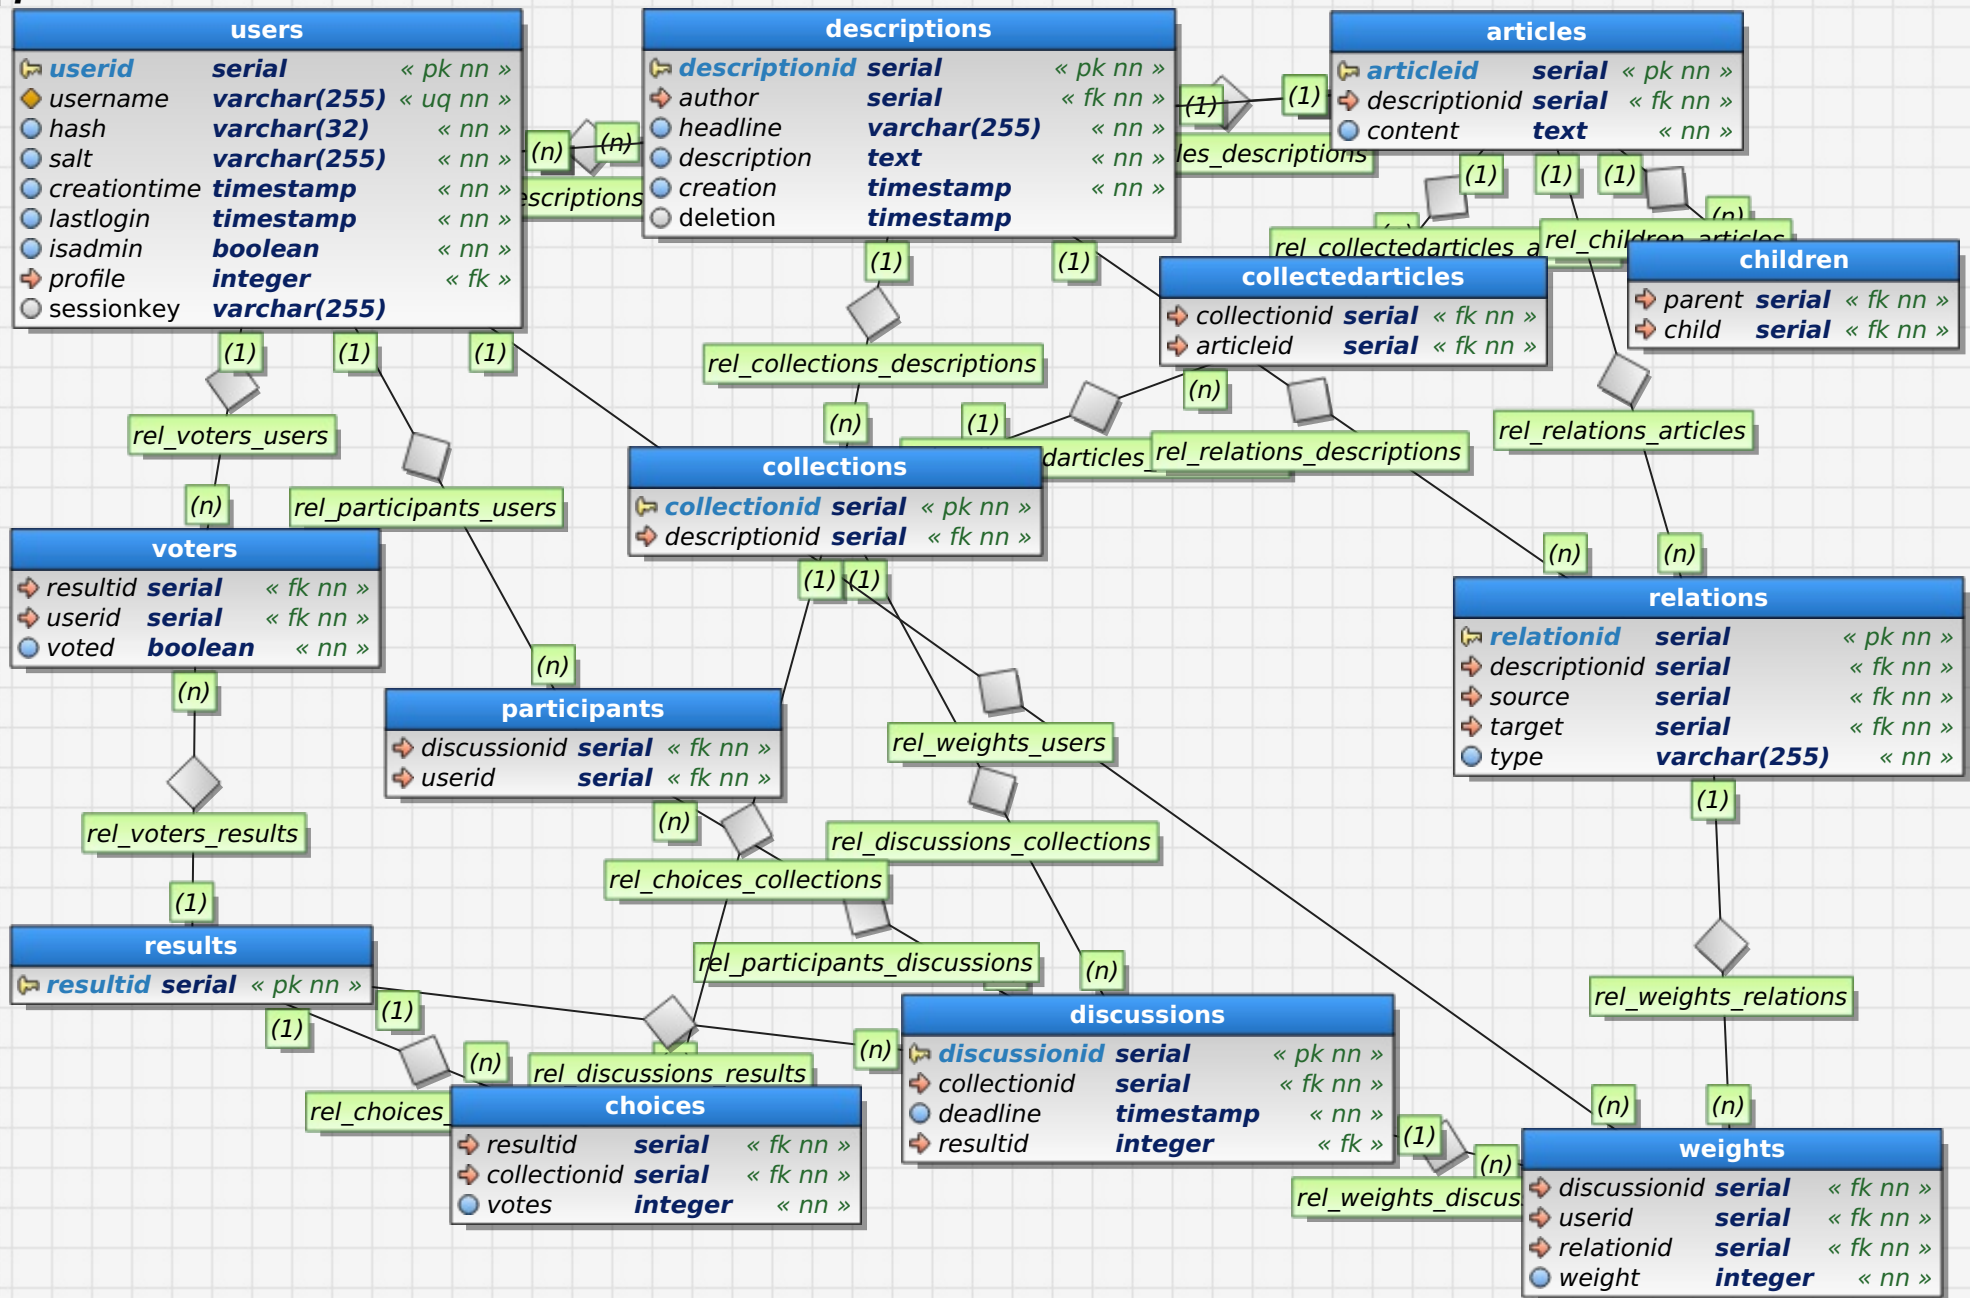 users
userid serial « pk nn »
username varchar(255) « uq nn »
hash varchar(32) « nn »
salt varchar(255) « nn »
creationtime timestamp « nn »
lastlogin timestamp « nn »
isadmin boolean « nn »
profile integer « fk »
sessionkey varchar(255)
(n)
(n)
escriptions
descriptions
descriptionid serial « pk nn »
author serial « fk nn »
headline varchar(255) « nn »
description text « nn »
creation timestamp « nn »
deletion timestamp
(1)
(1)
les_descriptions
articles
articleid serial « pk nn »
descriptionid serial « fk nn »
content text « nn »
(1)
(1)
(1)
(n)
rel_collectedarticles_a
rel_children_articles
collectedarticles
collectionid serial « fk nn »
articleid serial « fk nn »
children
parent serial « fk nn »
child serial « fk nn »
(1)
(1)
(1)
(1)
(1)
rel_collections_descriptions
(n)
(n)
(1)
rel_voters_users
rel_participants_users
darticles_
rel_relations_descriptions
rel_relations_articles
(n)
collections
collectionid serial « pk nn »
descriptionid serial « fk nn »
(1)
(1)
(n)
(n)
voters
resultid serial « fk nn »
userid serial « fk nn »
voted boolean « nn »
(n)
(n)
participants
discussionid serial « fk nn »
userid serial « fk nn »
(n)
relations
relationid serial « pk nn »
descriptionid serial « fk nn »
source serial « fk nn »
target serial « fk nn »
type varchar(255) « nn »
(1)
rel_weights_users
rel_voters_results
rel_discussions_collections
rel_choices_collections
(1)
rel_participants_discussions
(n)
rel_weights_relations
results
resultid serial « pk nn »
(1)
(1)
(n)
(n)
rel_discussions_results
rel_choices_
choices
resultid serial « fk nn »
collectionid serial « fk nn »
votes integer « nn »
discussions
discussionid serial « pk nn »
collectionid serial « fk nn »
deadline timestamp « nn »
resultid integer « fk »
(1)
(n)
rel_weights_discus
(n)
(n)
weights
discussionid serial « fk nn »
userid serial « fk nn »
relationid serial « fk nn »
weight integer « nn »